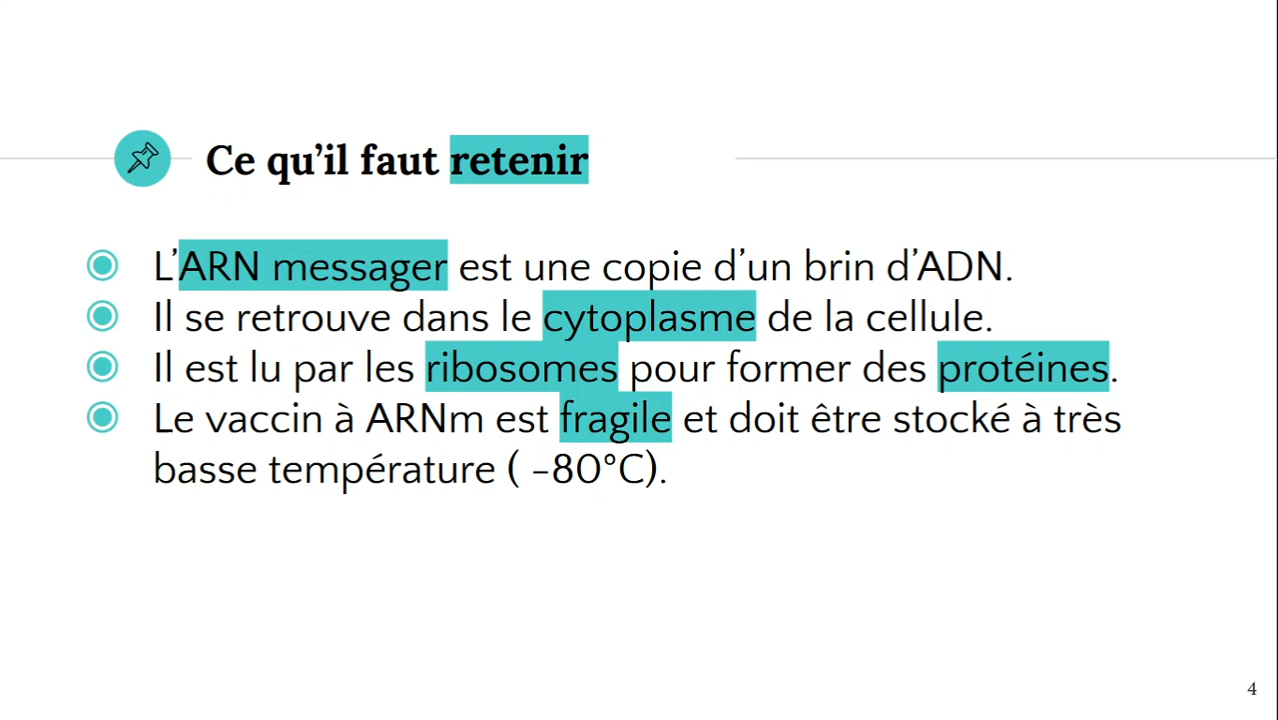 Ce qu’il faut retenir
L’ARN messager est une copie d’un brin d’ADN.
Il se retrouve dans le cytoplasme de la cellule.
Il est lu par les ribosomes pour former des protéines.
Le vaccin à ARNm est fragile et doit être stocké à très
basse température ( -80°C).
4